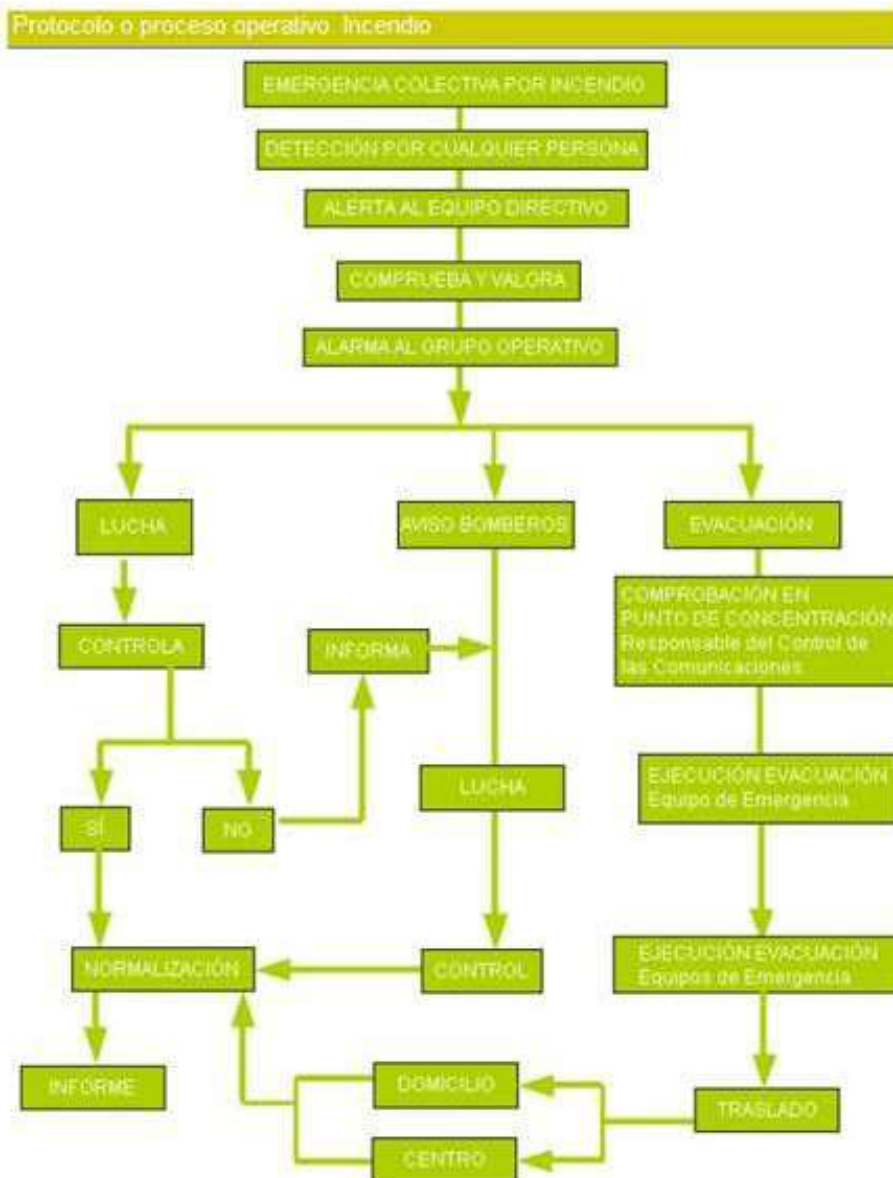 Protocolo o proceso operativo. Incendio
EMERGENCIA COLECTIVA POR INCENDIO
DETECCIÓN POR CUALQUIER PERSONA
ALERTA AL EQUIPO DIRECTIVO
COMPRUEBA Y VALORA
ALARMA AL GRUPO OPERATIVO
LUCHA
AVISO BOMBEROS
EVACUACIÓN
COMPROBACIÓN EN
PUNTO DE CONCENTRACIÓN
Responsable del Control de
las Comunicaciones
CONTROLA
INFORMA
LUCHA
EJECUCIÓN EVACUACIÓN
Equipo de Emergencia
SÍ
NO
NORMALIZACIÓN
CONTROL
EJECUCIÓN EVACUACIÓN
Equipos de Emergencia
INFORME
DOMICILIO
TRASLADO
CENTRO